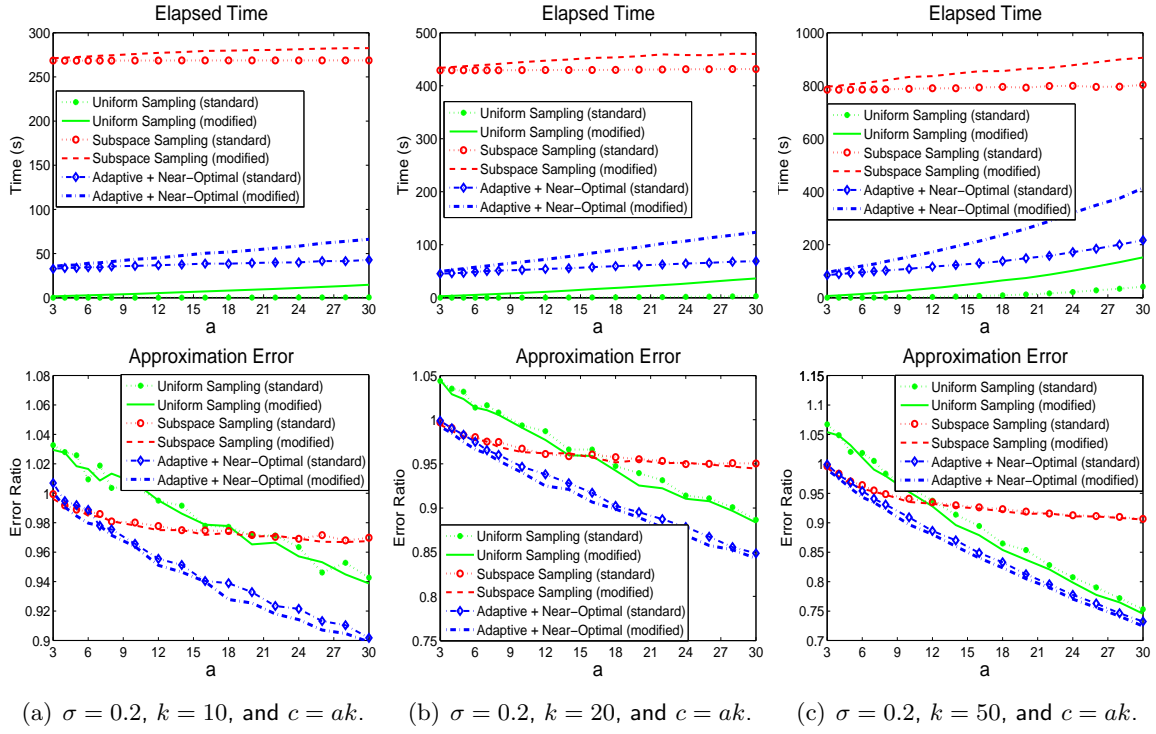 Elapsed Time
300
250
200
150
100
50
0
Time (s)
Uniform Sampling (standard)
Uniform Sampling (modified)
Subspace Sampling (standard)
Subspace Sampling (modified)
Adaptive + Near−Optimal (standard)
Adaptive + Near−Optimal (modified)
3 6 9 12 15 18 21 24 27 30
a
Elapsed Time
500
400
300
200
100
0
Time (s)
Uniform Sampling (standard)
Uniform Sampling (modified)
Subspace Sampling (standard)
Subspace Sampling (modified)
Adaptive + Near−Optimal (standard)
Adaptive + Near−Optimal (modified)
3 6 9 12 15 18 21 24 27 30
a
Elapsed Time
1000
800
600
400
200
0
Time (s)
Uniform Sampling (standard)
Uniform Sampling (modified)
Subspace Sampling (standard)
Subspace Sampling (modified)
Adaptive + Near−Optimal (standard)
Adaptive + Near−Optimal (modified)
3 6 9 12 15 18 21 24 27 30
a
Approximation Error
1.08
1.06
1.04
1.02
1
0.98
0.96
0.94
0.92
0.9
Error Ratio
Uniform Sampling (standard)
Uniform Sampling (modified)
Subspace Sampling (standard)
Subspace Sampling (modified)
Adaptive + Near−Optimal (standard)
Adaptive + Near−Optimal (modified)
3 6 9 12 15 18 21 24 27 30
a
Approximation Error
1.05
1
0.95
0.9
0.85
0.8
0.75
Error Ratio
Uniform Sampling (standard)
Uniform Sampling (modified)
Subspace Sampling (standard)
Subspace Sampling (modified)
Adaptive + Near−Optimal (standard)
Adaptive + Near−Optimal (modified)
3 6 9 12 15 18 21 24 27 30
a
Approximation Error
1.15
1.1
1.05
1
0.95
0.9
0.85
0.8
0.75
0.7
Error Ratio
Uniform Sampling (standard)
Uniform Sampling (modified)
Subspace Sampling (standard)
Subspace Sampling (modified)
Adaptive + Near−Optimal (standard)
Adaptive + Near−Optimal (modified)
3 6 9 12 15 18 21 24 27 30
a
(a) σ = 0.2, k = 10, and c = ak.
(b) σ = 0.2, k = 20, and c = ak.
(c) σ = 0.2, k = 50, and c = ak.